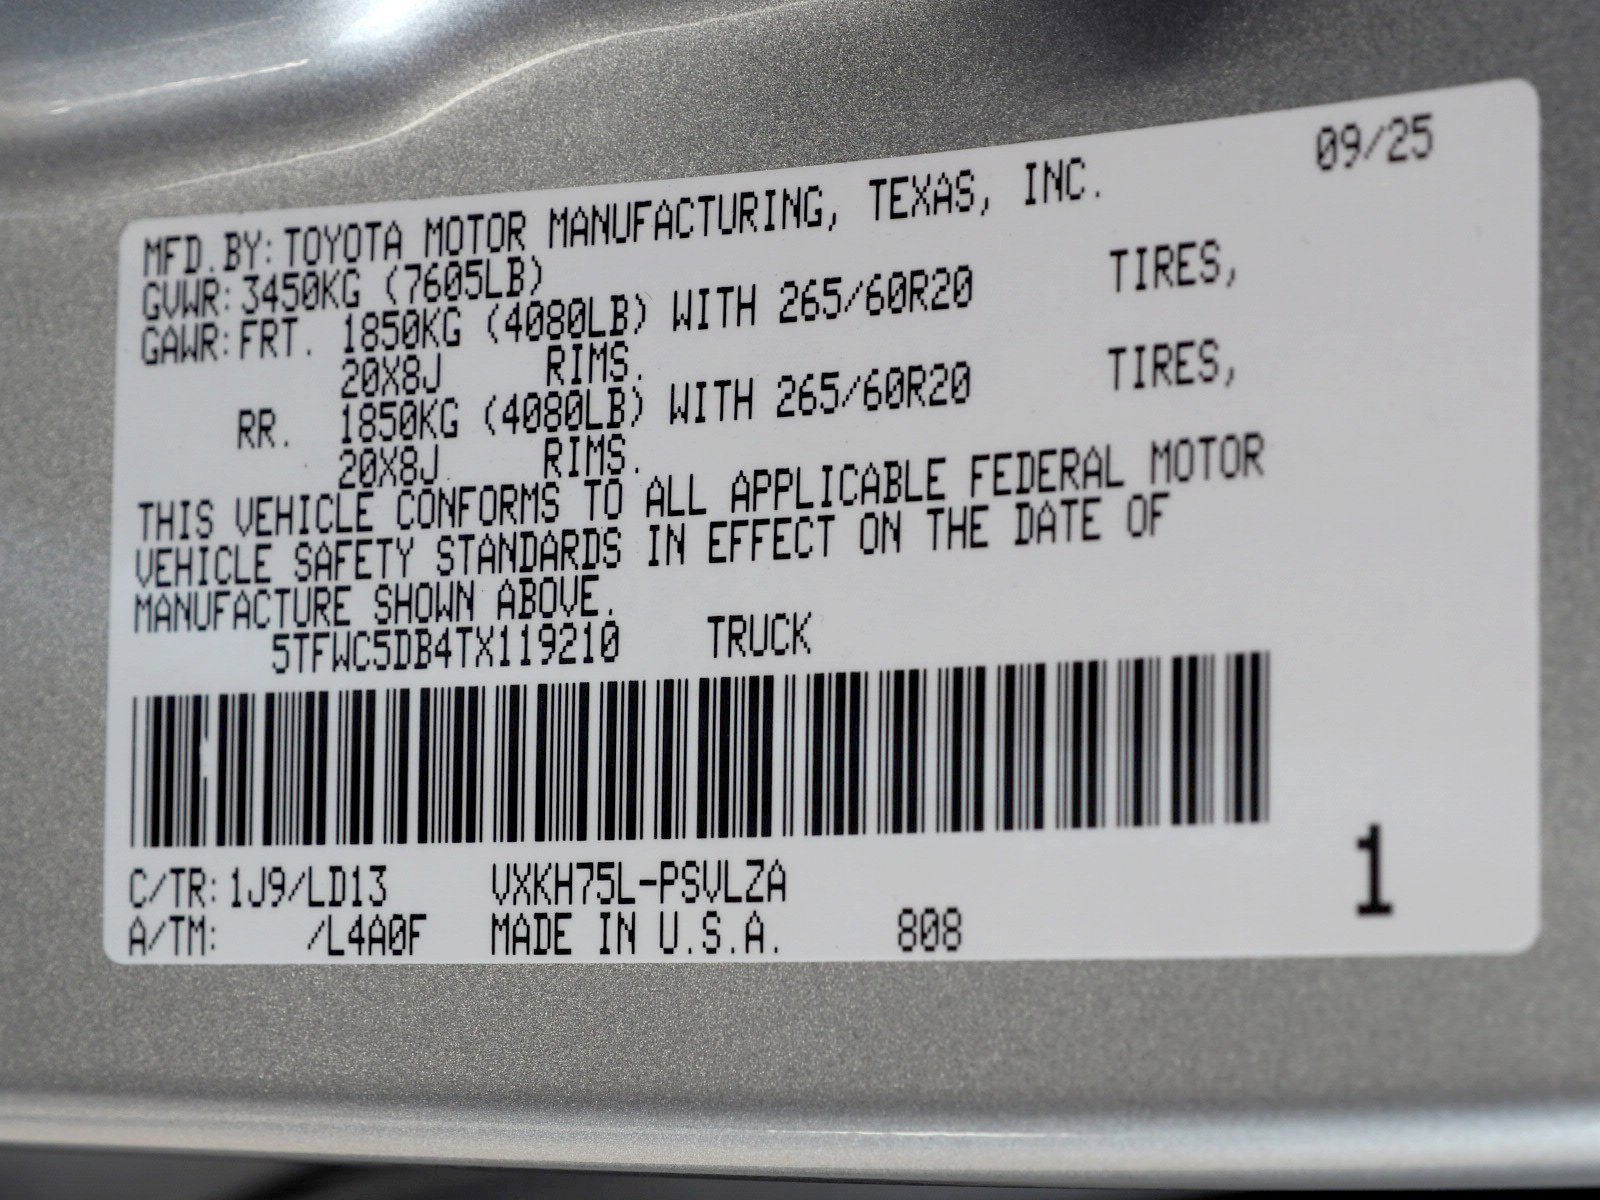 09/25
MFD.BY:TOYOTA MOTOR MANUFACTURING, TEXAS, INC.
GVWR:3450KG (7605LB)
GAWR:FRT. 1850KG (4080LB) WITH 265/60R20 TIRES,
20X8J RIMS.
RR. 1850KG (4080LB) WITH 265/60R20 TIRES,
20X8J RIMS.
THIS VEHICLE CONFORMS TO ALL APPLICABLE FEDERAL MOTOR
VEHICLE SAFETY STANDARDS IN EFFECT ON THE DATE OF
MANUFACTURE SHOWN ABOVE.
5TFWC5DB4TX119210 TRUCK
C/TR:1J9/LD13 VXKH75L-PSVLZA
A/TM: /L4A0F MADE IN U.S.A. 808
1